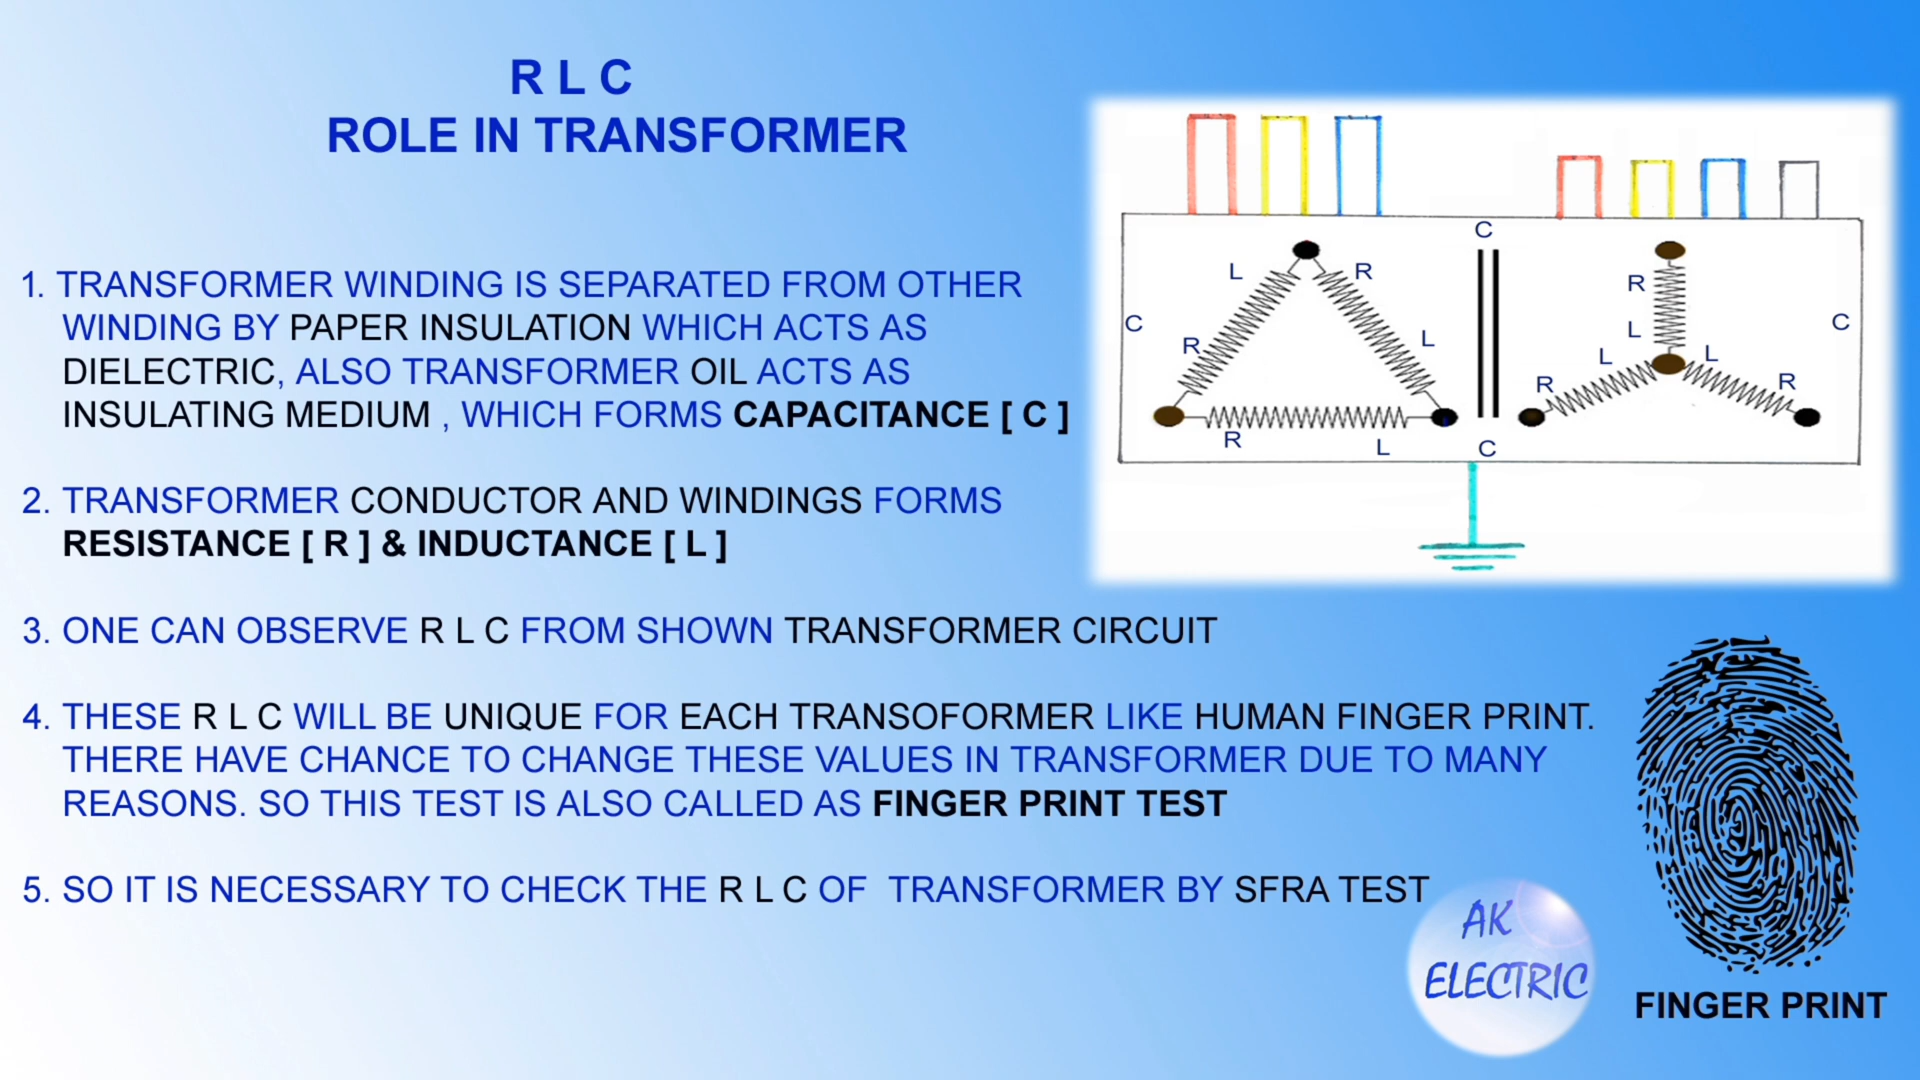 R L C
ROLE IN TRANSFORMER
1. TRANSFORMER WINDING IS SEPARATED FROM OTHER
WINDING BY PAPER INSULATION WHICH ACTS AS
DIELECTRIC, ALSO TRANSFORMER OIL ACTS AS
INSULATING MEDIUM , WHICH FORMS CAPACITANCE [ C ]
2. TRANSFORMER CONDUCTOR AND WINDINGS FORMS
RESISTANCE [ R ] & INDUCTANCE [ L ]
3. ONE CAN OBSERVE R L C FROM SHOWN TRANSFORMER CIRCUIT
4. THESE R L C WILL BE UNIQUE FOR EACH TRANSOFORMER LIKE HUMAN FINGER PRINT.
THERE HAVE CHANCE TO CHANGE THESE VALUES IN TRANSFORMER DUE TO MANY
REASONS. SO THIS TEST IS ALSO CALLED AS FINGER PRINT TEST
5. SO IT IS NECESSARY TO CHECK THE R L C OF TRANSFORMER BY SFRA TEST
C
L R
R
C L C
R L
L L
R R
R L C
AK
ELECTRIC
FINGER PRINT